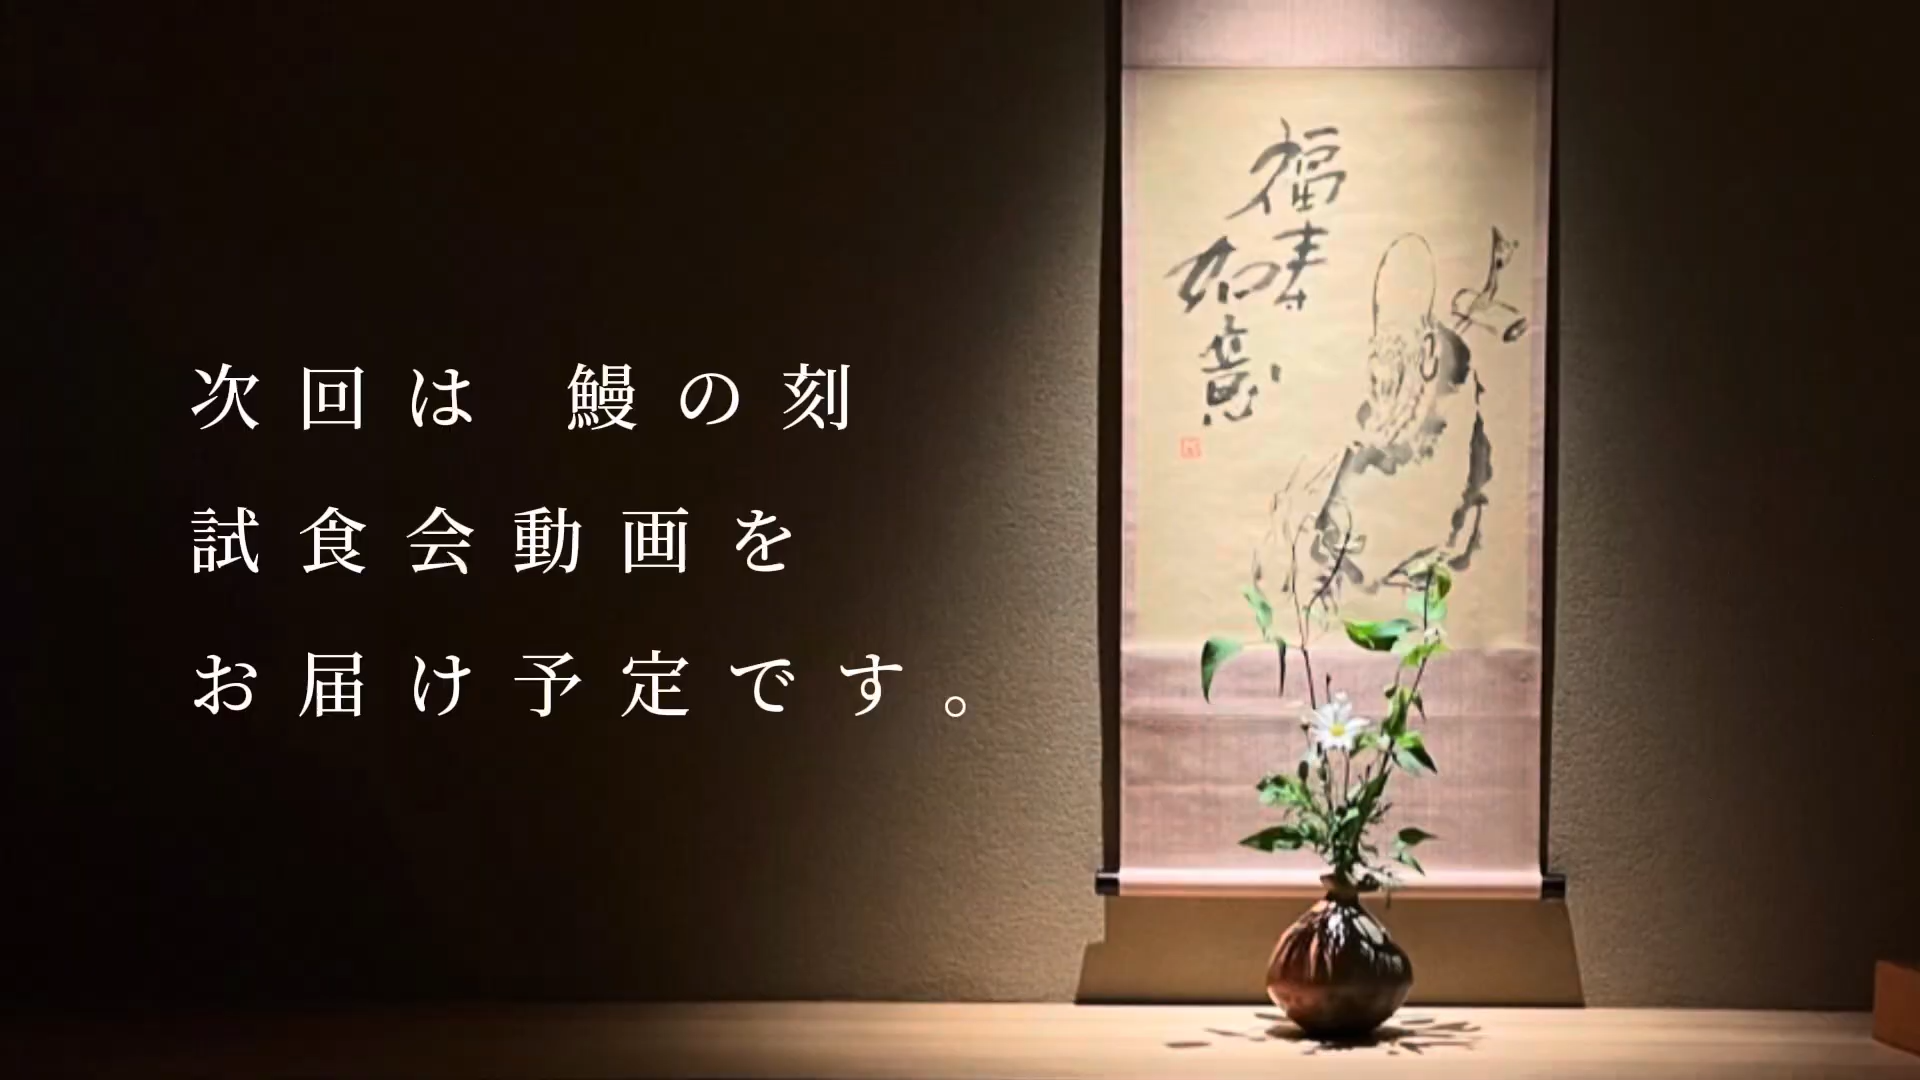 次回は 鰻の刻
試食会動画を
お届け予定です。
福寿
如意